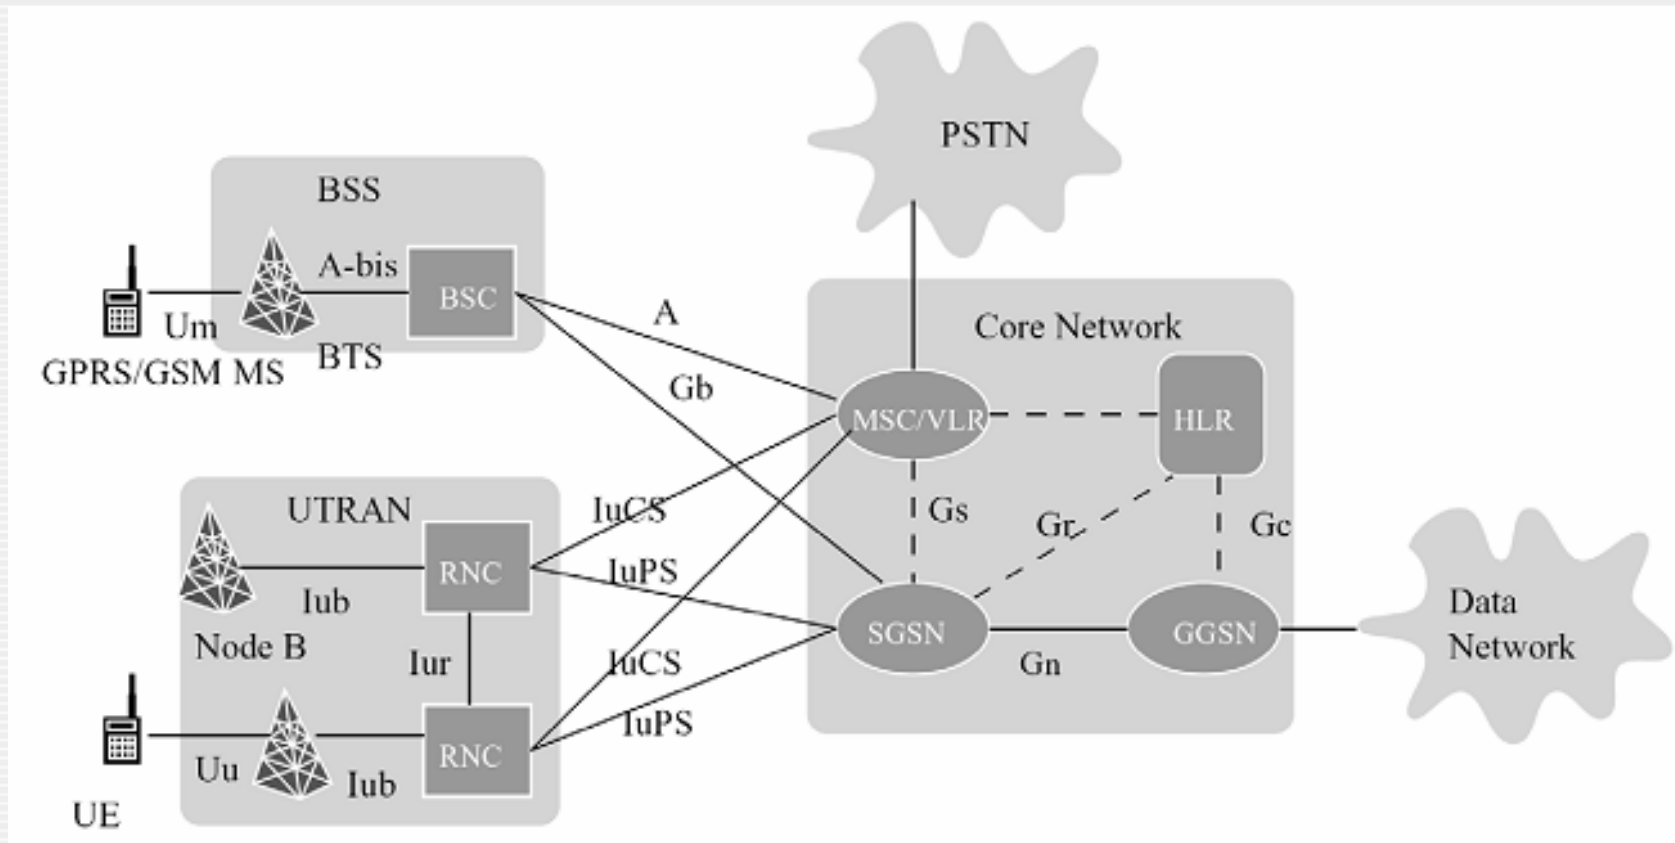 PSTN
BSS
A-bis
BSC
Um
BTS
GPRS/GSM MS
A
Gb
Core Network
MSC/VLR
HLR
UTRAN
IuCS
Gs
Gr
Gc
RNC
IuPS
Iub
Node B
Iur
SGSN
GGSN
Gn
Data
Network
IuCS
IuPS
RNC
Uu
Iub
UE